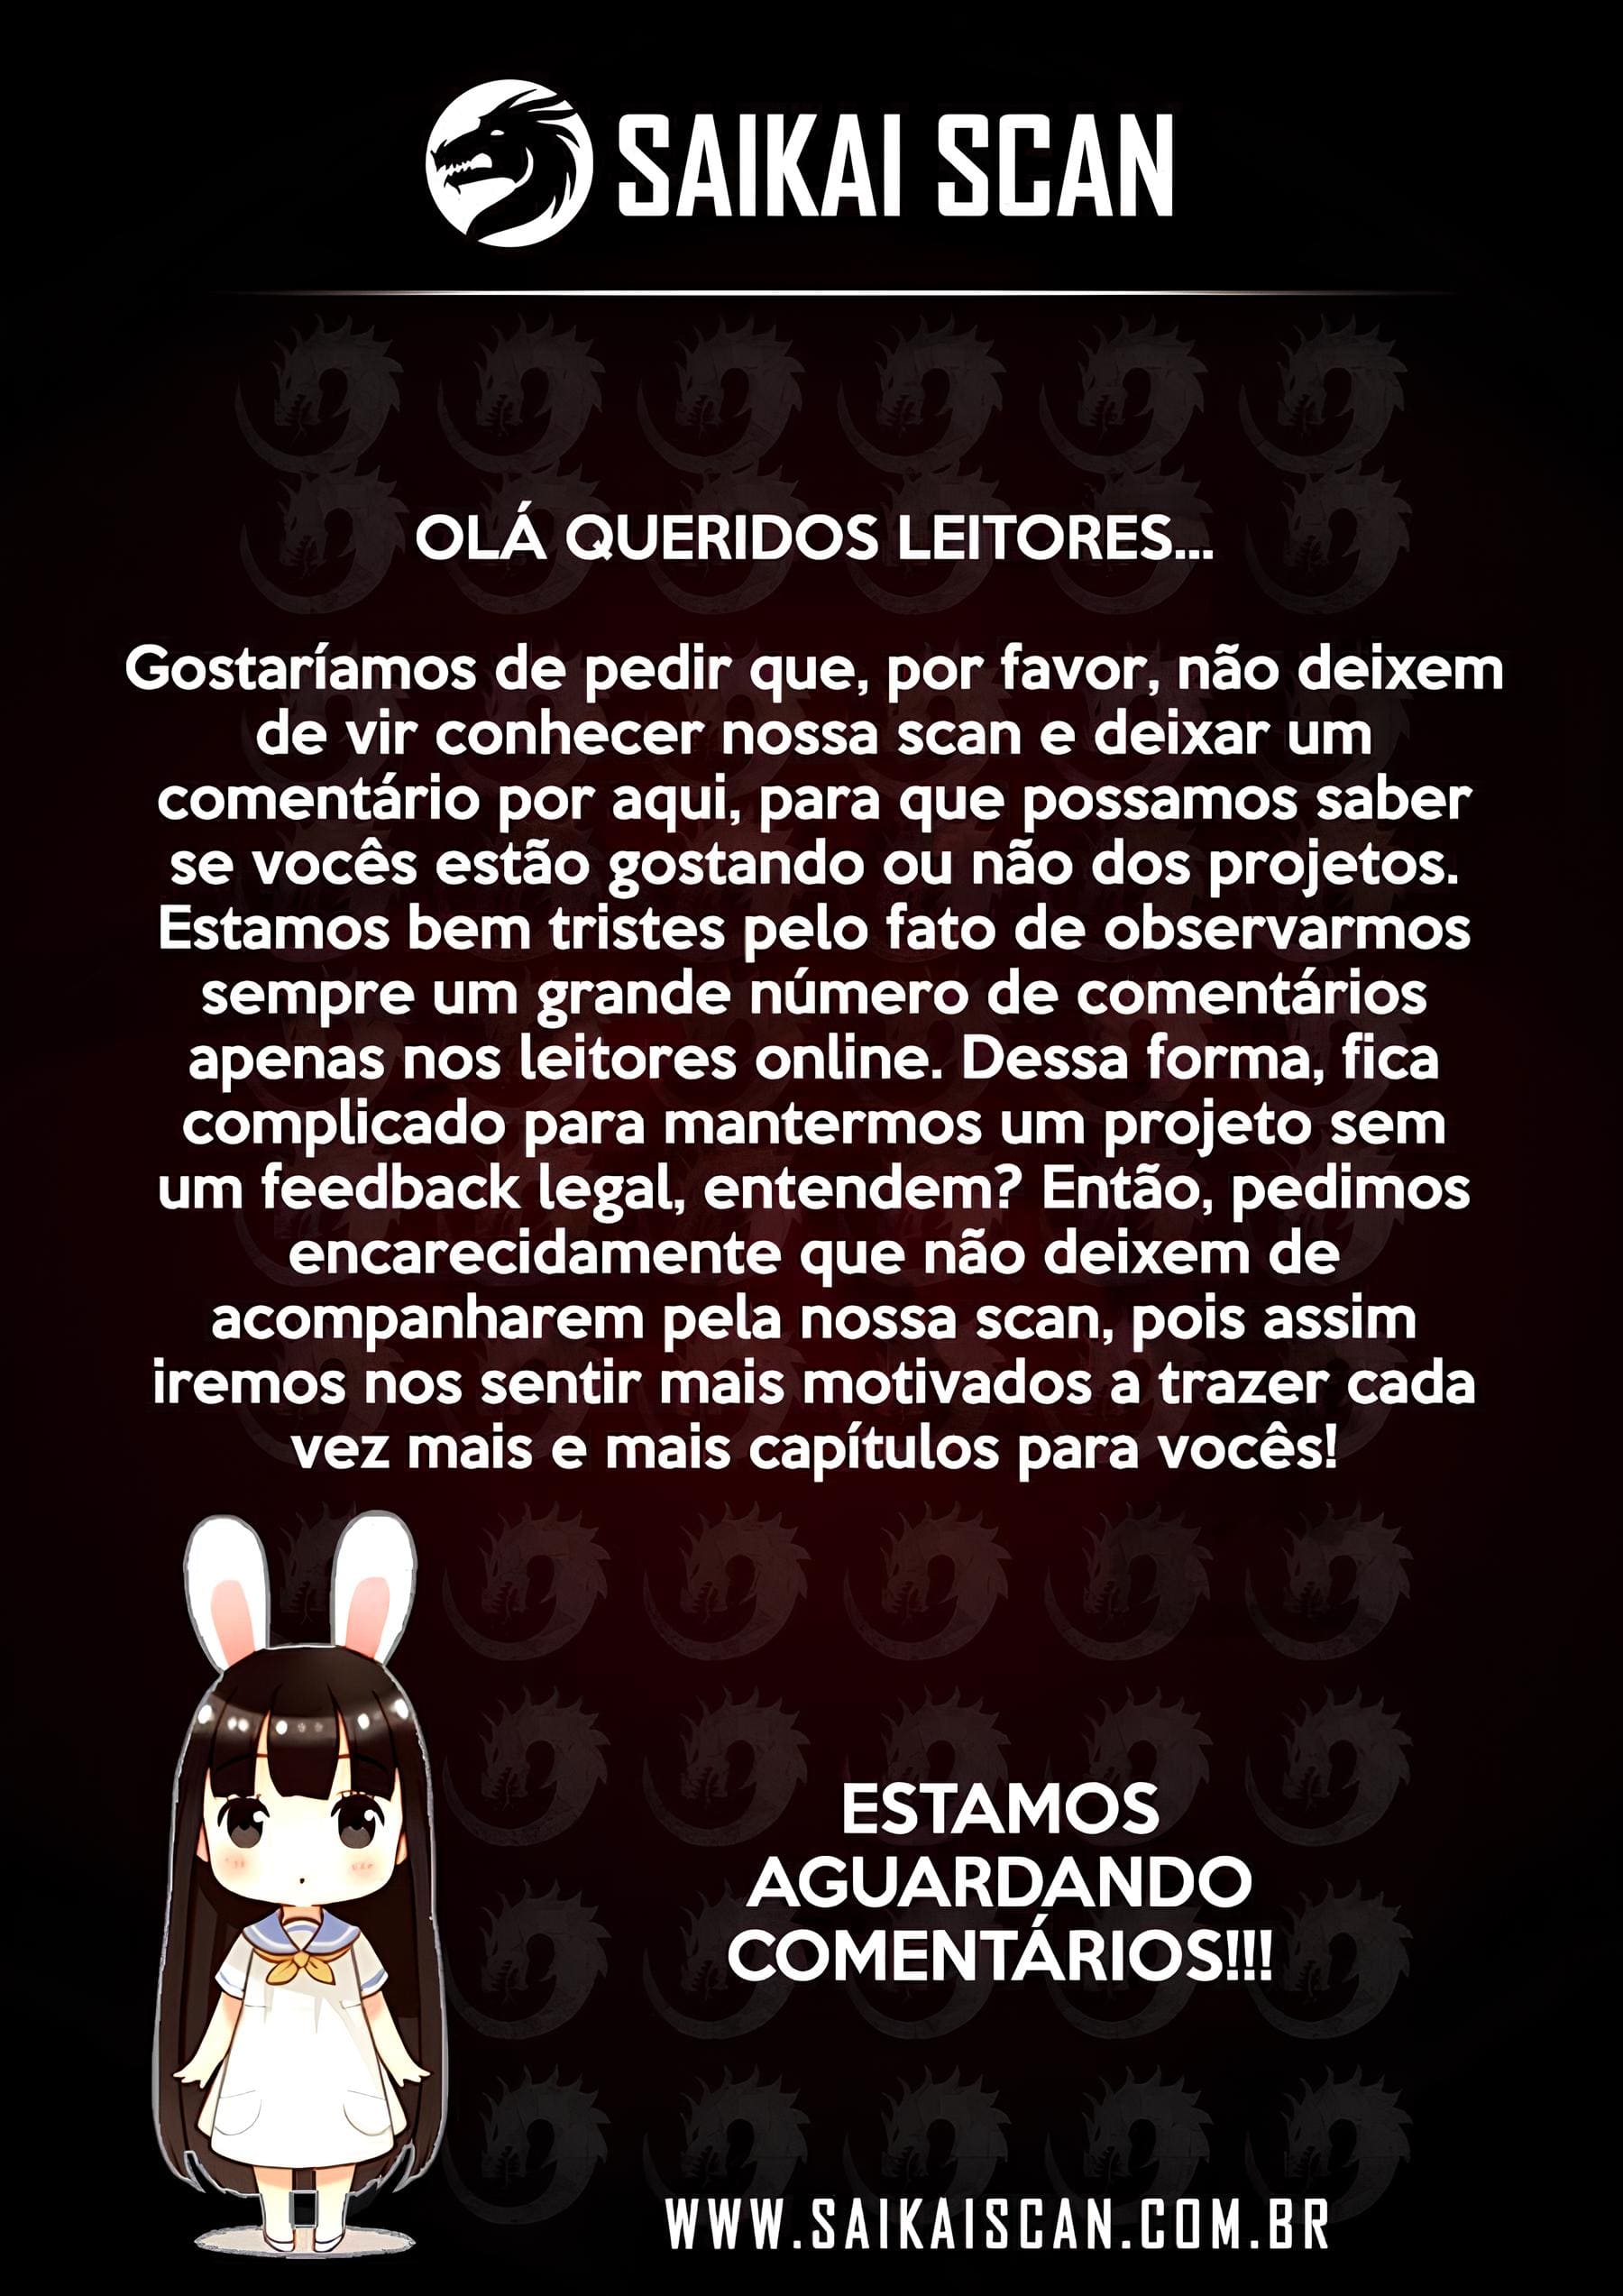 SAIKAI SCAN
OLÁ QUERIDOS LEITORES...
Gostaríamos de pedir que, por favor, não deixem
de vir conhecer nossa scan e deixar um
comentário por aqui, para que possamos saber
se vocês estão gostando ou não dos projetos.
Estamos bem tristes pelo fato de observarmos
sempre um grande número de comentários
apenas nos leitores online. Dessa forma, fica
complicado para mantermos um projeto sem
um feedback legal, entendem? Então, pedimos
encarecidamente que não deixem de
acompanharem pela nossa scan, pois assim
iremos nos sentir mais motivados a trazer cada
vez mais e mais capítulos para vocês!
ESTAMOS
AGUARDANDO
COMENTÁRIOS!!!
WWW.SAIKAISCAN.COM.BR